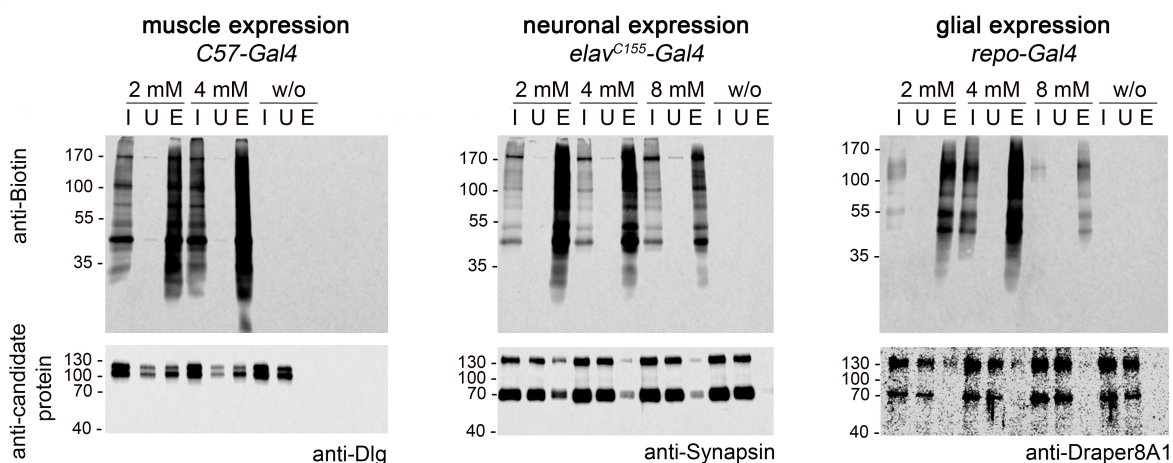 muscle expression
C57-Gal4
2 mM 4 mM w/o
I U E I U E I U E
anti-Biotin
170 -
100 -
55 -
35 -
anti-candidate
protein
130 -
100 -
70 -
40 -
anti-Dlg
neuronal expression
elavC155-Gal4
2 mM 4 mM 8 mM w/o
I U E I U E I U E I U E
170 -
100 -
55 -
35 -
130 -
100 -
70 -
40 -
anti-Synapsin
glial expression
repo-Gal4
2 mM 4 mM 8 mM w/o
I U E I U E I U E I U E
170 -
100 -
55 -
35 -
130 -
100 -
70 -
40 -
anti-Draper8A1